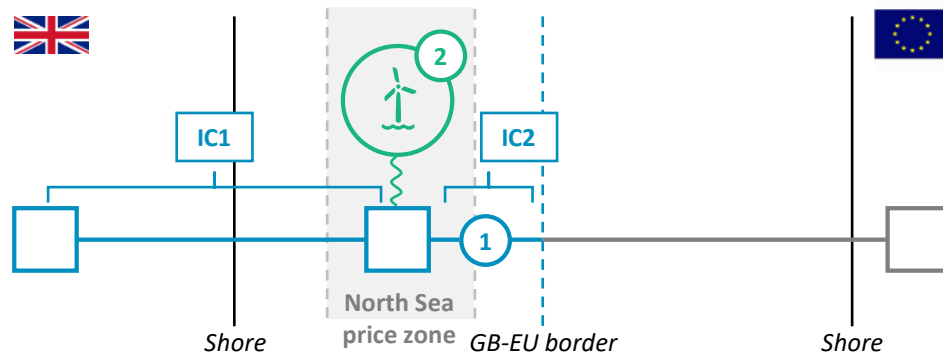 2
IC1
IC2
1
North Sea
price zone
Shore
GB-EU border
Shore